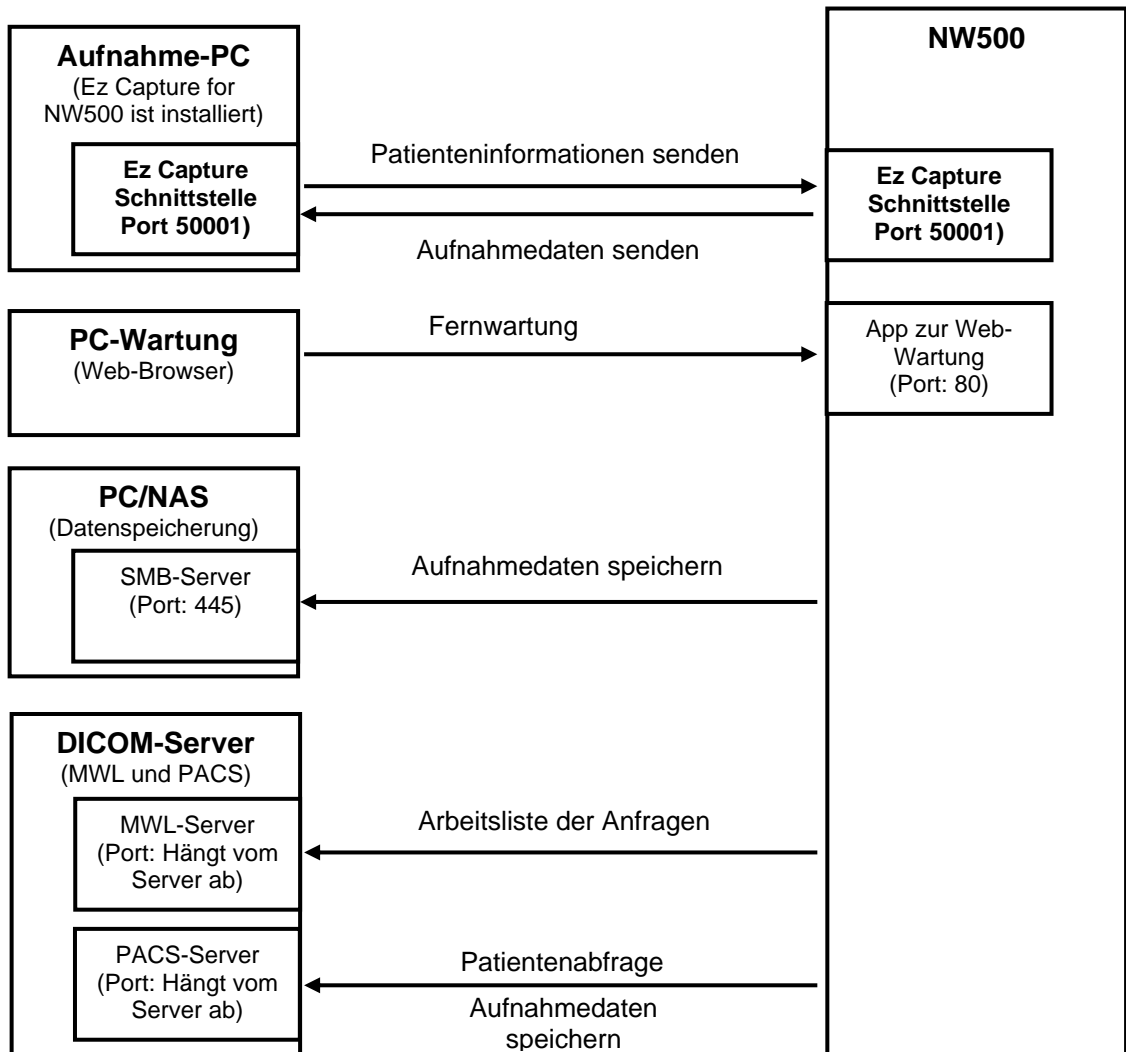 Aufnahme-PC
(Ez Capture for
NW500 ist installiert)
Ez Capture
Schnittstelle
Port 50001)
Patienteninformationen senden
Aufnahmedaten senden
NW500
Ez Capture
Schnittstelle
Port 50001)
PC-Wartung
(Web-Browser)
Fernwartung
App zur Web-
Wartung
(Port: 80)
PC/NAS
(Datenspeicherung)
SMB-Server
(Port: 445)
Aufnahmedaten speichern
DICOM-Server
(MWL und PACS)
MWL-Server
(Port: Hängt vom
Server ab)
Arbeitsliste der Anfragen
PACS-Server
(Port: Hängt vom
Server ab)
Patientenabfrage
Aufnahmedaten
speichern